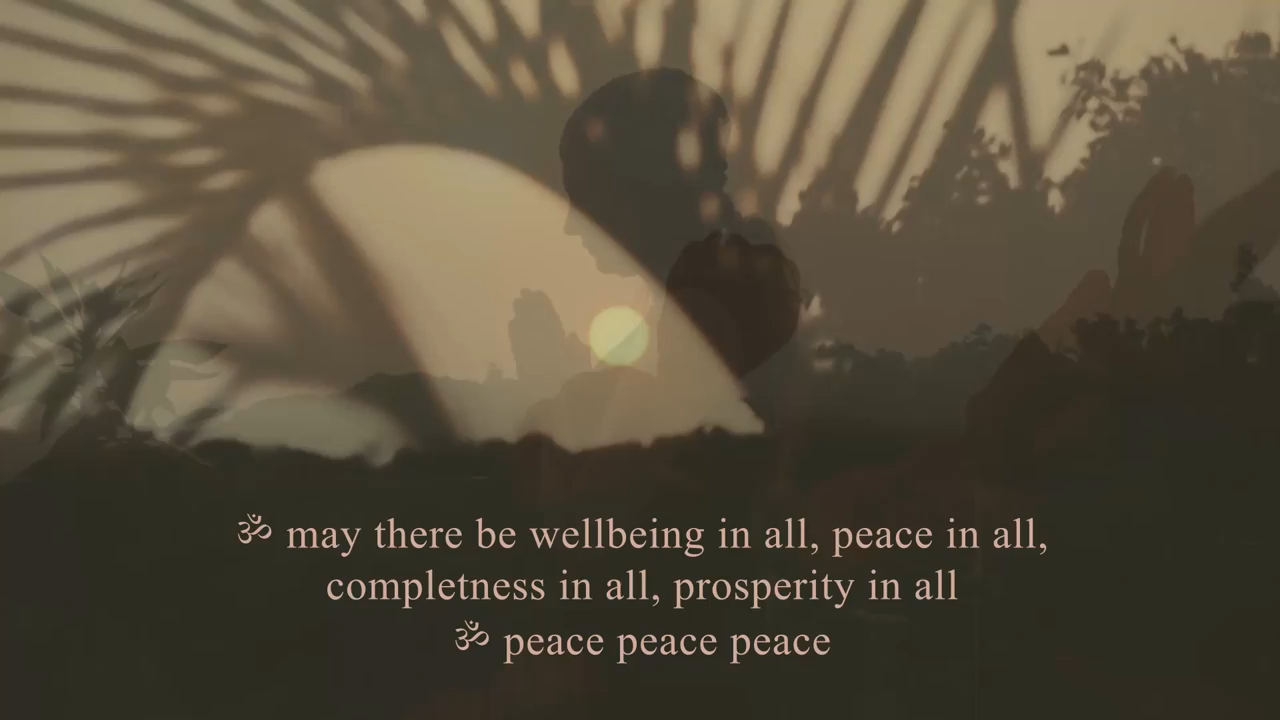 ॐ may there be wellbeing in all, peace in all,
completness in all, prosperity in all
ॐ peace peace peace